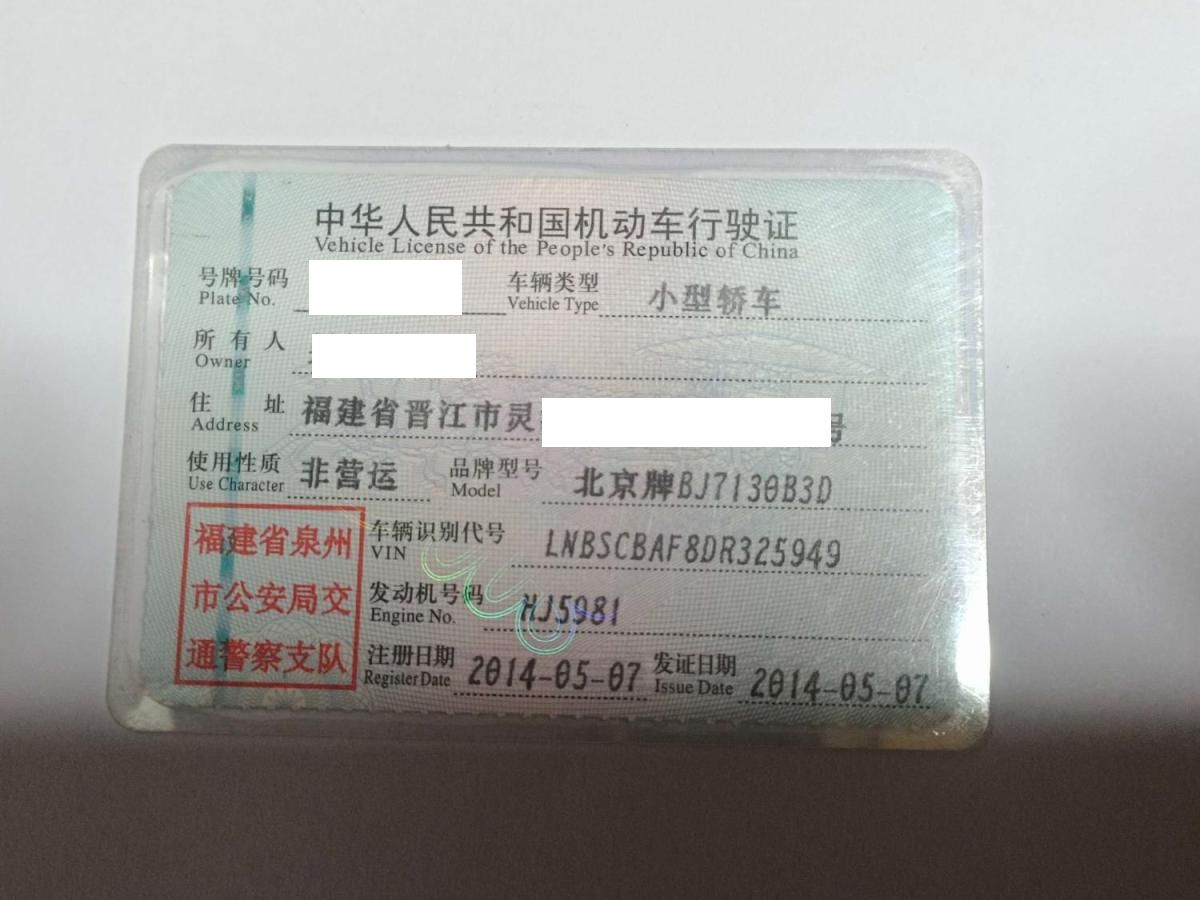 中华人民共和国机动车行驶证
Vehicle License of the People's Republic of China
号牌号码 车辆类型 小型轿车
Plate No. Vehicle Type
所有人
Owner
住址 福建省晋江市灵 号
Address
使用性质 非营运 品牌型号 北京牌BJ7130B3D
Use Character Model
福建省泉州 车辆识别代号 LNBSCBAF8DR325949
VIN
市公安局交 发动机号码 HJ5981
Engine No.
通警察支队 注册日期 2014-05-07 发证日期 2014-05-07
Register Date Issue Date